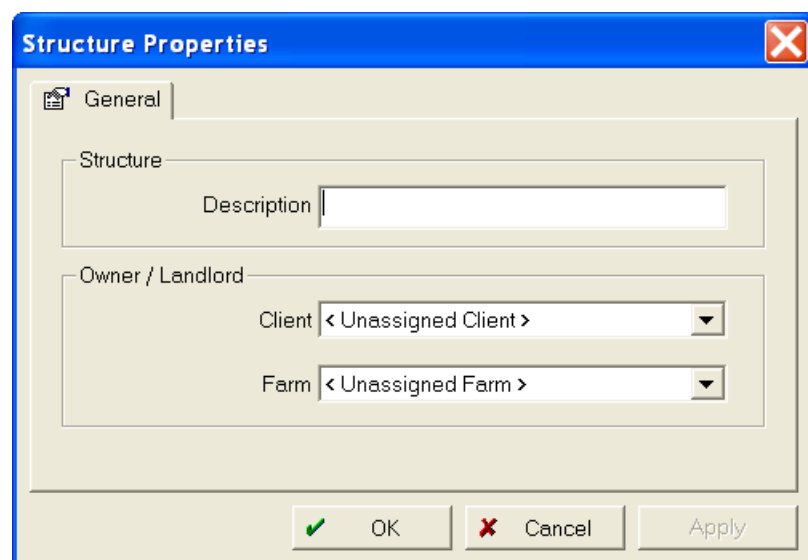 Structure Properties
General
Structure
Description
Owner / Landlord
Client < Unassigned Client >
Farm < Unassigned Farm >
OK Cancel Apply